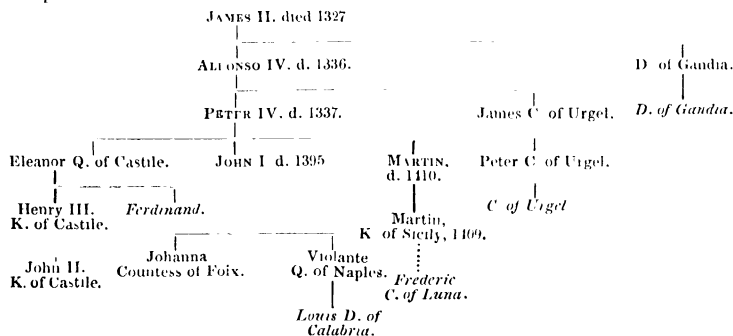 JAMES II. died 1327
ALFONSO IV. d. 1336.
D of Gandia.
PETER IV. d. 1337.
James C of Urgel.
D. of Gandia.
Eleanor Q. of Castile.
JOHN I d. 1395
MARTIN,
d. 1410.
Peter C of Urgel.
Henry III.
K. of Castile.
Ferdinand.
Martin,
K of Sicily, 1409.
C of Urgel
John II.
K. of Castile.
Johanna
Countess of Foix.
Violante
Q. of Naples.
Frederic
C. of Luna.
Louis D. of
Calabria.